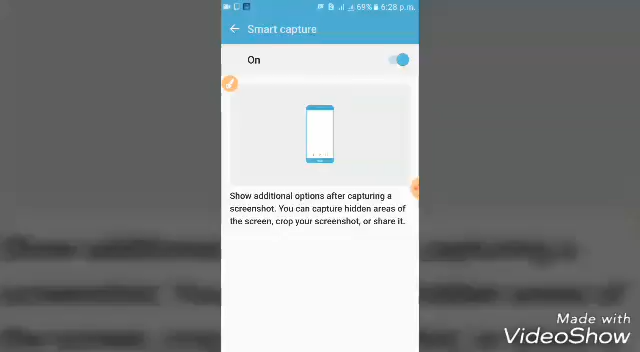 69% 6:28 p.m.
Smart capture
On
Show additional options after capturing a
screenshot. You can capture hidden areas of
the screen, crop your screenshot, or share it.
Made with
VideoShow